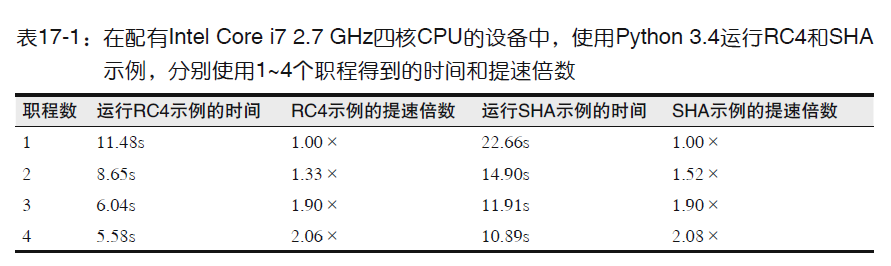 表17-1：在配有Intel Core i7 2.7 GHz四核CPU的设备中，使用Python 3.4运行RC4和SHA
示例，分别使用1~4个职程得到的时间和提速倍数
职程数 运行RC4示例的时间 RC4示例的提速倍数 运行SHA示例的时间 SHA示例的提速倍数
1 11.48s 1.00× 22.66s 1.00×
2 8.65s 1.33× 14.90s 1.52×
3 6.04s 1.90× 11.91s 1.90×
4 5.58s 2.06× 10.89s 2.08×